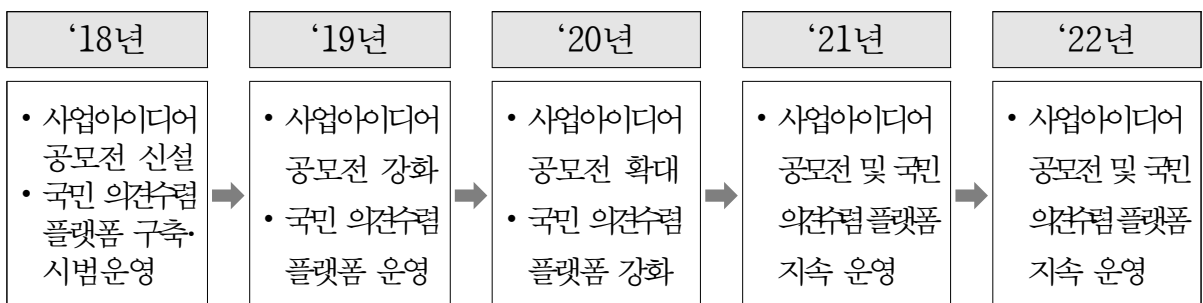 ‘18년
• 사업아이디어
공모전 신설
• 국민 의견수렴
플랫폼 구축·
시범운영
‘19년
• 사업아이디어
공모전 강화
• 국민 의견수렴
플랫폼 운영
‘20년
• 사업아이디어
공모전 확대
• 국민 의견수렴
플랫폼 강화
‘21년
• 사업아이디어
공모전 및 국민
의견수렴 플랫폼
지속 운영
‘22년
• 사업아이디어
공모전 및 국민
의견수렴 플랫폼
지속 운영